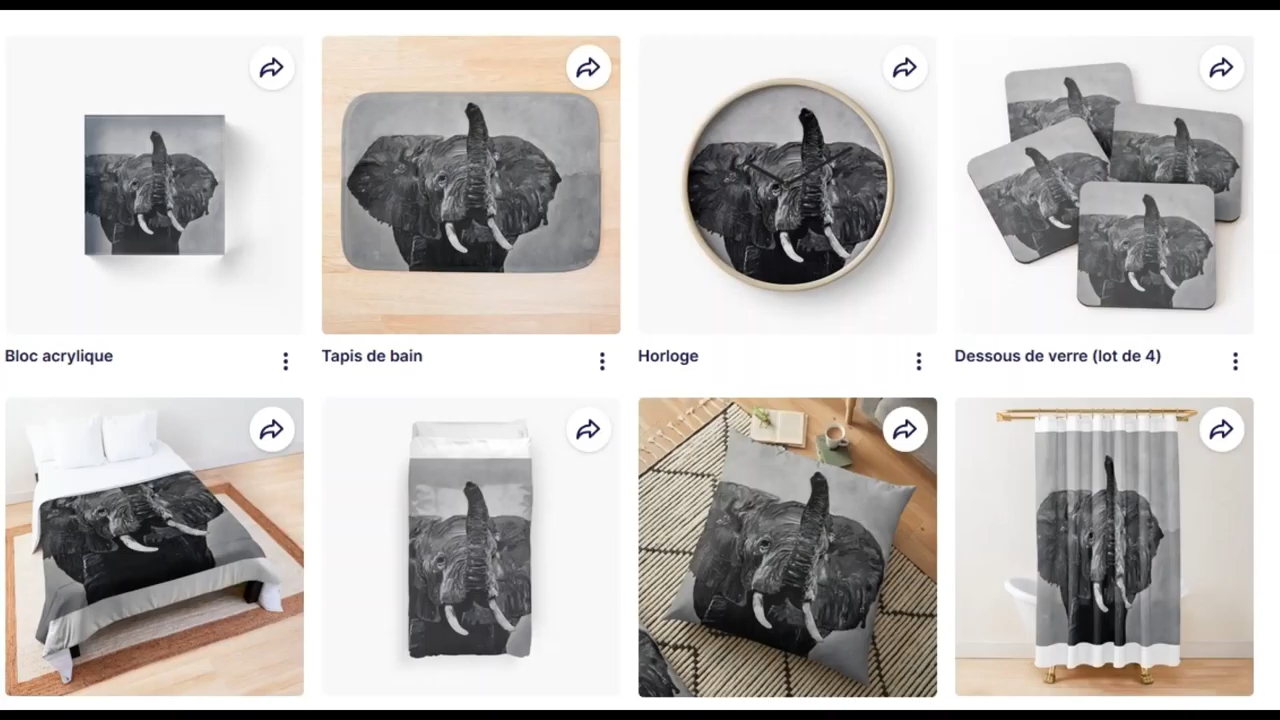 Bloc acrylique
Tapis de bain
Horloge
Dessous de verre (lot de 4)